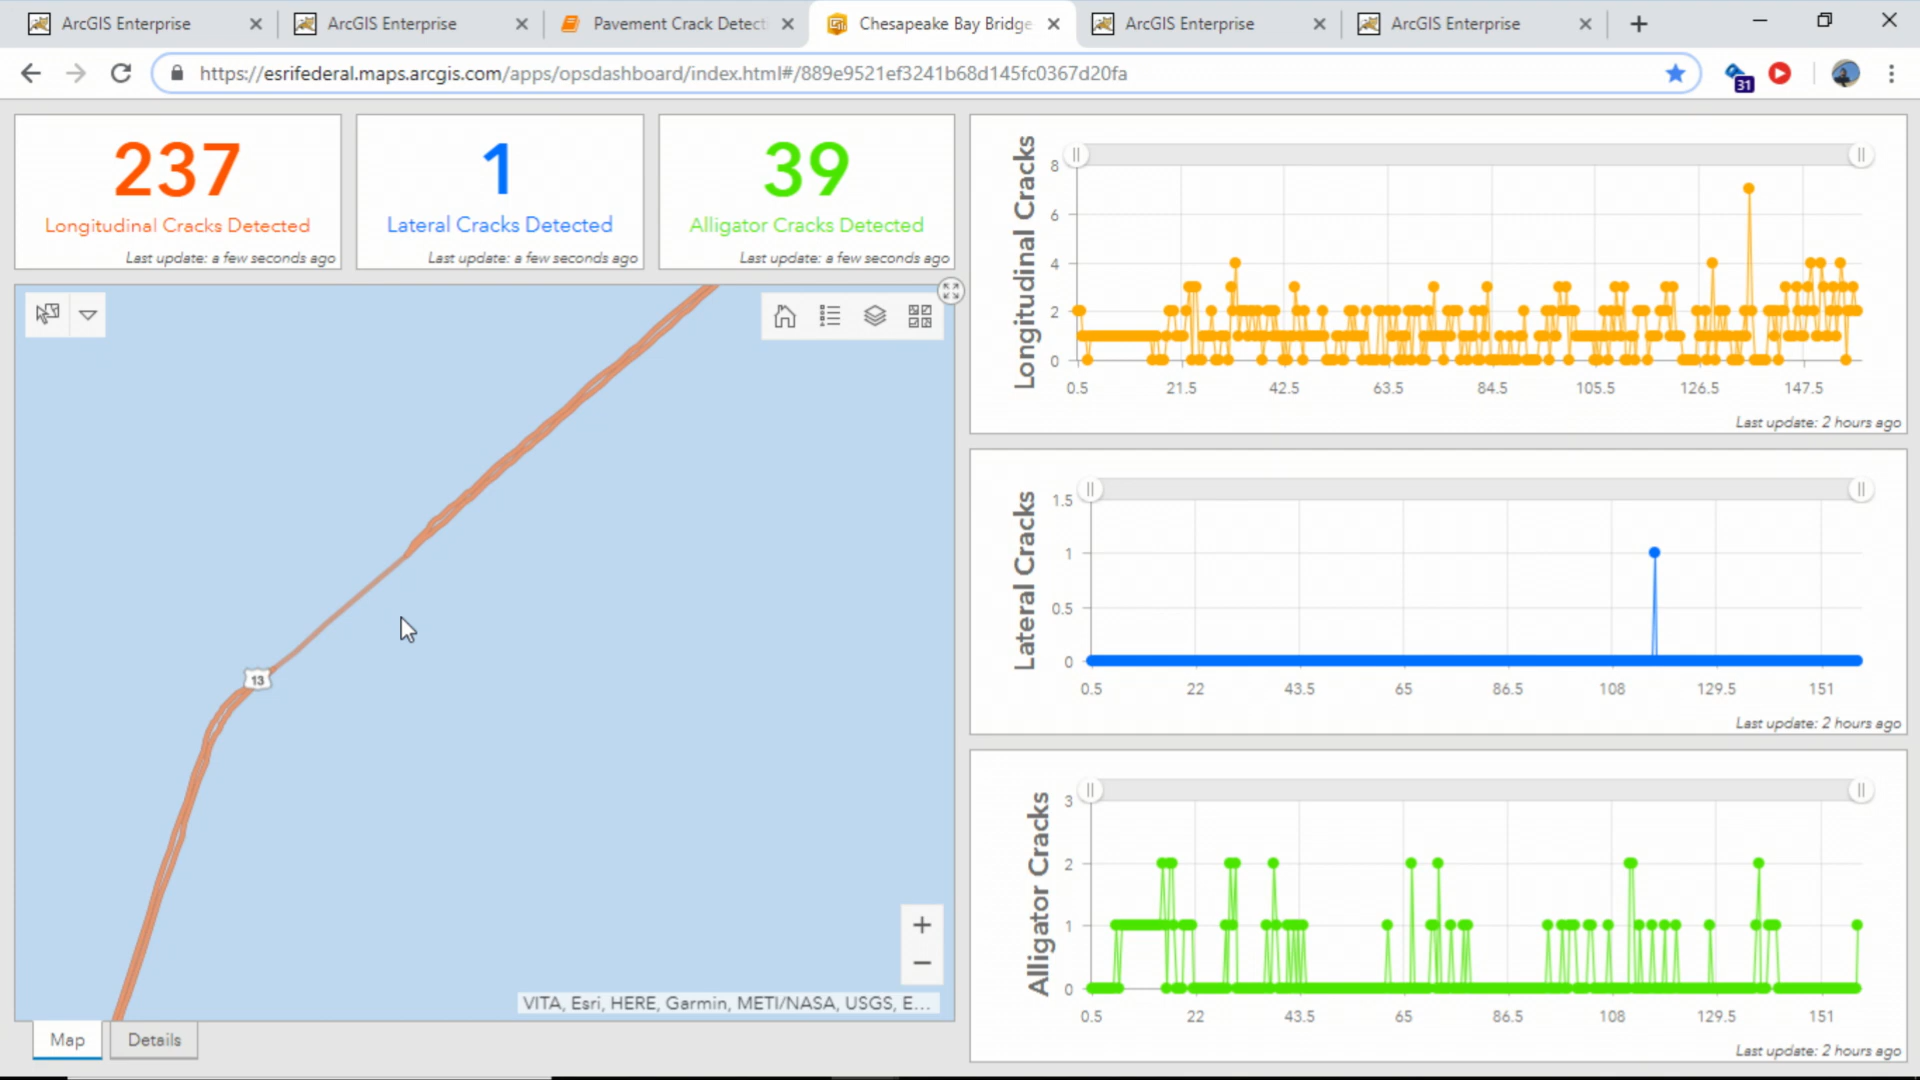 ArcGIS Enterprise
ArcGIS Enterprise
Pavement Crack Detect
Chesapeake Bay Bridge
ArcGIS Enterprise
ArcGIS Enterprise
https://esrifederal.maps.arcgis.com/apps/opsdashboard/index.html#/889e9521ef3241b68d145fc0367d20fa
31
237
Longitudinal Cracks Detected
Last update: a few seconds ago
1
Lateral Cracks Detected
Last update: a few seconds ago
39
Alligator Cracks Detected
Last update: a few seconds ago
13
VITA, Esri, HERE, Garmin, METI/NASA, USGS, E...
Map
Details
Longitudinal Cracks
8
6
4
2
0
0.5 21.5 42.5 63.5 84.5 105.5 126.5 147.5
Last update: 2 hours ago
Lateral Cracks
1.5
1
0.5
0
0.5 22 43.5 65 86.5 108 129.5 151
Last update: 2 hours ago
Alligator Cracks
3
2
1
0
0.5 22 43.5 65 86.5 108 129.5 151
Last update: 2 hours ago